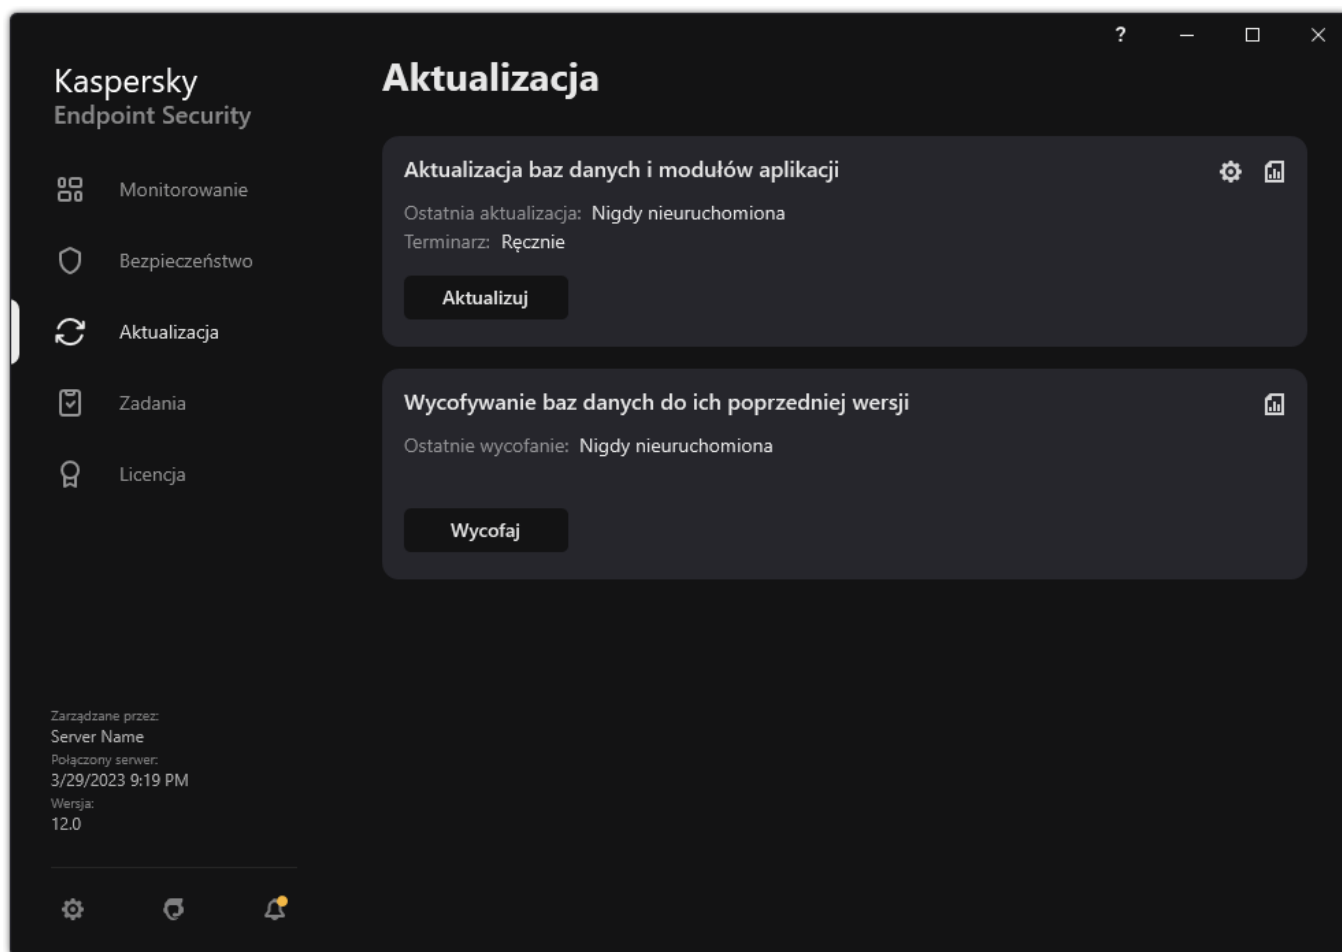 ?
Kaspersky
Endpoint Security
Monitorowanie
Bezpieczeństwo
Aktualizacja
Zadania
Licencja
Zarządzane przez:
Server Name
Połączony serwer:
3/29/2023 9:19 PM
Wersja:
12.0
Aktualizacja
Aktualizacja baz danych i modułów aplikacji
Ostatnia aktualizacja: Nigdy nieuruchomiona
Terminarz: Ręcznie
Aktualizuj
Wycofywanie baz danych do ich poprzedniej wersji
Ostatnie wycofanie: Nigdy nieuruchomiona
Wycofaj